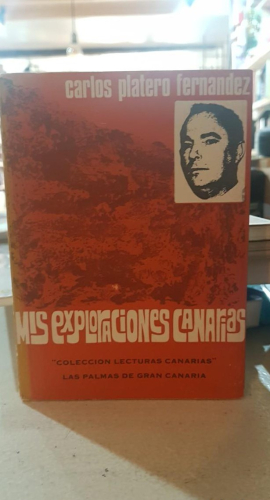 carlos platero fernandez
Mis exploraciones canarias
"COLECCION LECTURAS CANARIAS"
LAS PALMAS DE GRAN CANARIA